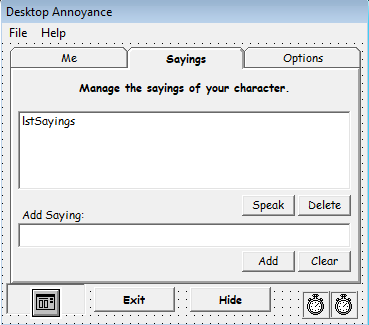 Desktop Annoyance
File Help
Me Sayings Options
Manage the sayings of your character.
lstSayings
Speak Delete
Add Saying:
Add Clear
Exit Hide